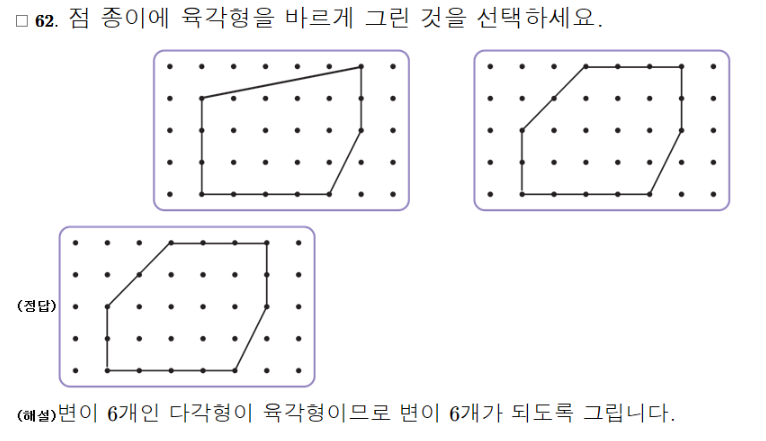 □ 62. 점 종이에 육각형을 바르게 그린 것을 선택하세요.
(정답)
(해설)변이 6개인 다각형이 육각형이므로 변이 6개가 되도록 그립니다.